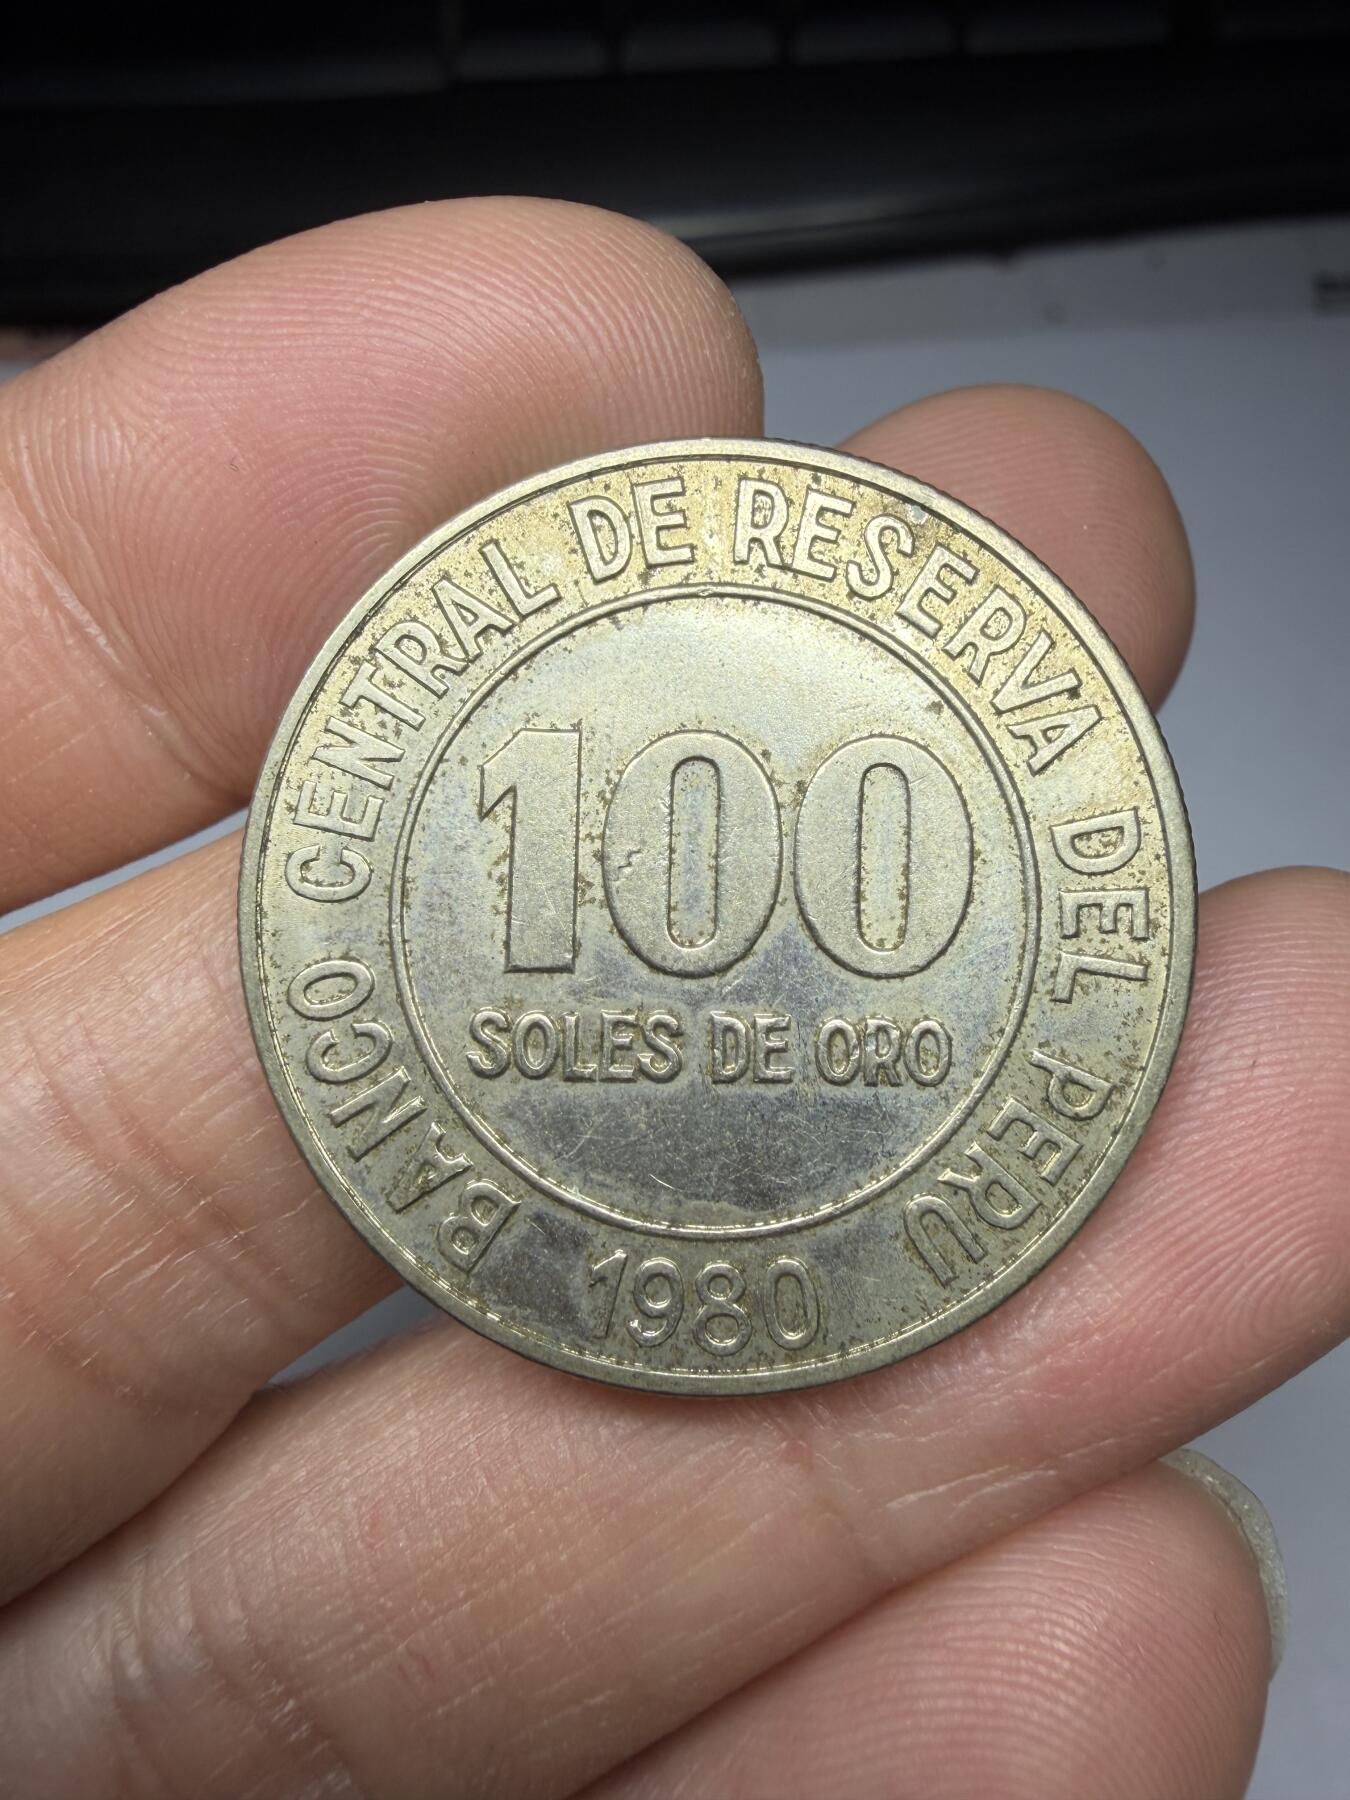 BANCO CENTRAL DE RESERVA DEL PERU
100
SOLES DE ORO
1980